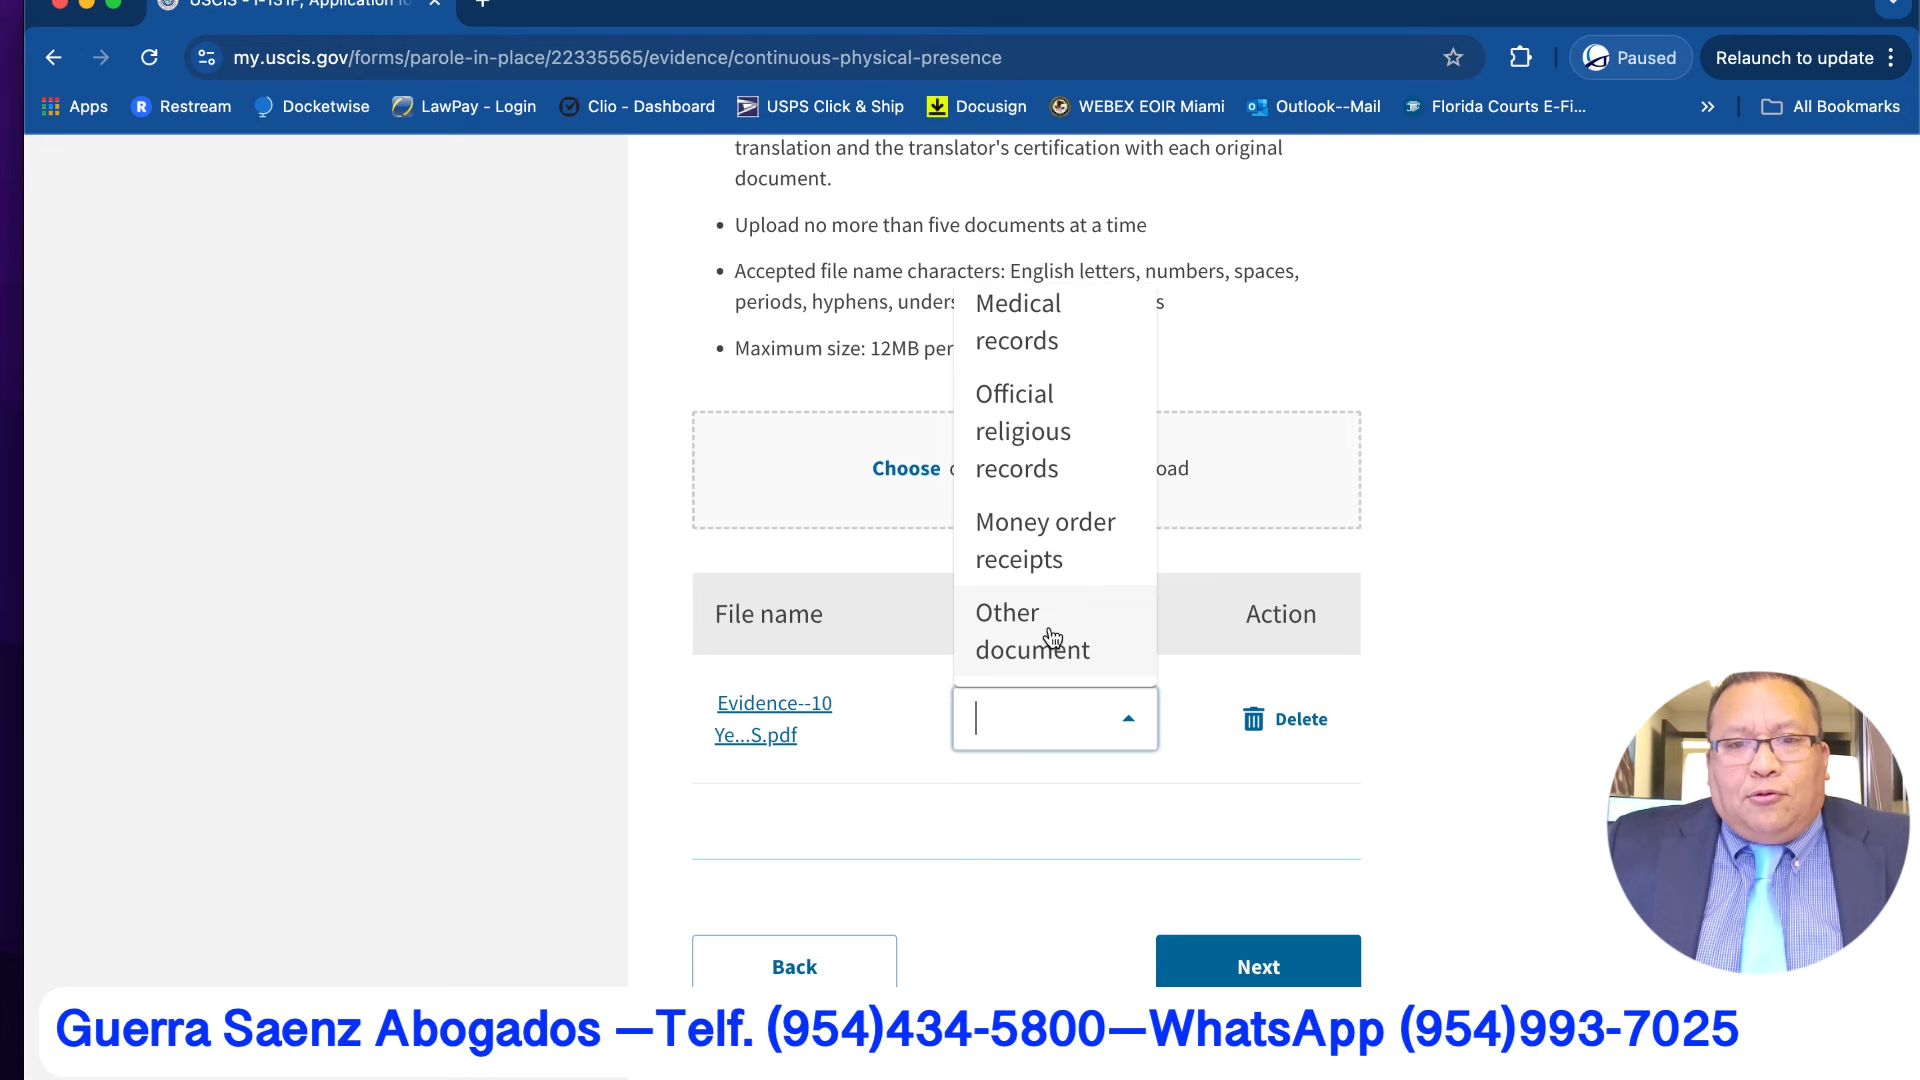 my.uscis.gov/forms/parole-in-place/22335565/evidence/continuous-physical-presence
Paused
Relaunch to update
Apps
Restream
Docketwise
LawPay - Login
Clio - Dashboard
USPS Click & Ship
Docusign
WEBEX EOIR Miami
Outlook--Mail
Florida Courts E-Fi...
»
All Bookmarks
translation and the translator's certification with each original
document.
• Upload no more than five documents at a time
• Accepted file name characters: English letters, numbers, spaces,
periods, hyphens,
• Maximum size: 12MB per
Medical
records
Official
religious
records
Money order
receipts
Other
document
Choose
File name
Action
Evidence--10
Ye...S.pdf
Delete
Back
Next
Guerra Saenz Abogados —Telf. (954)434-5800—WhatsApp (954)993-7025